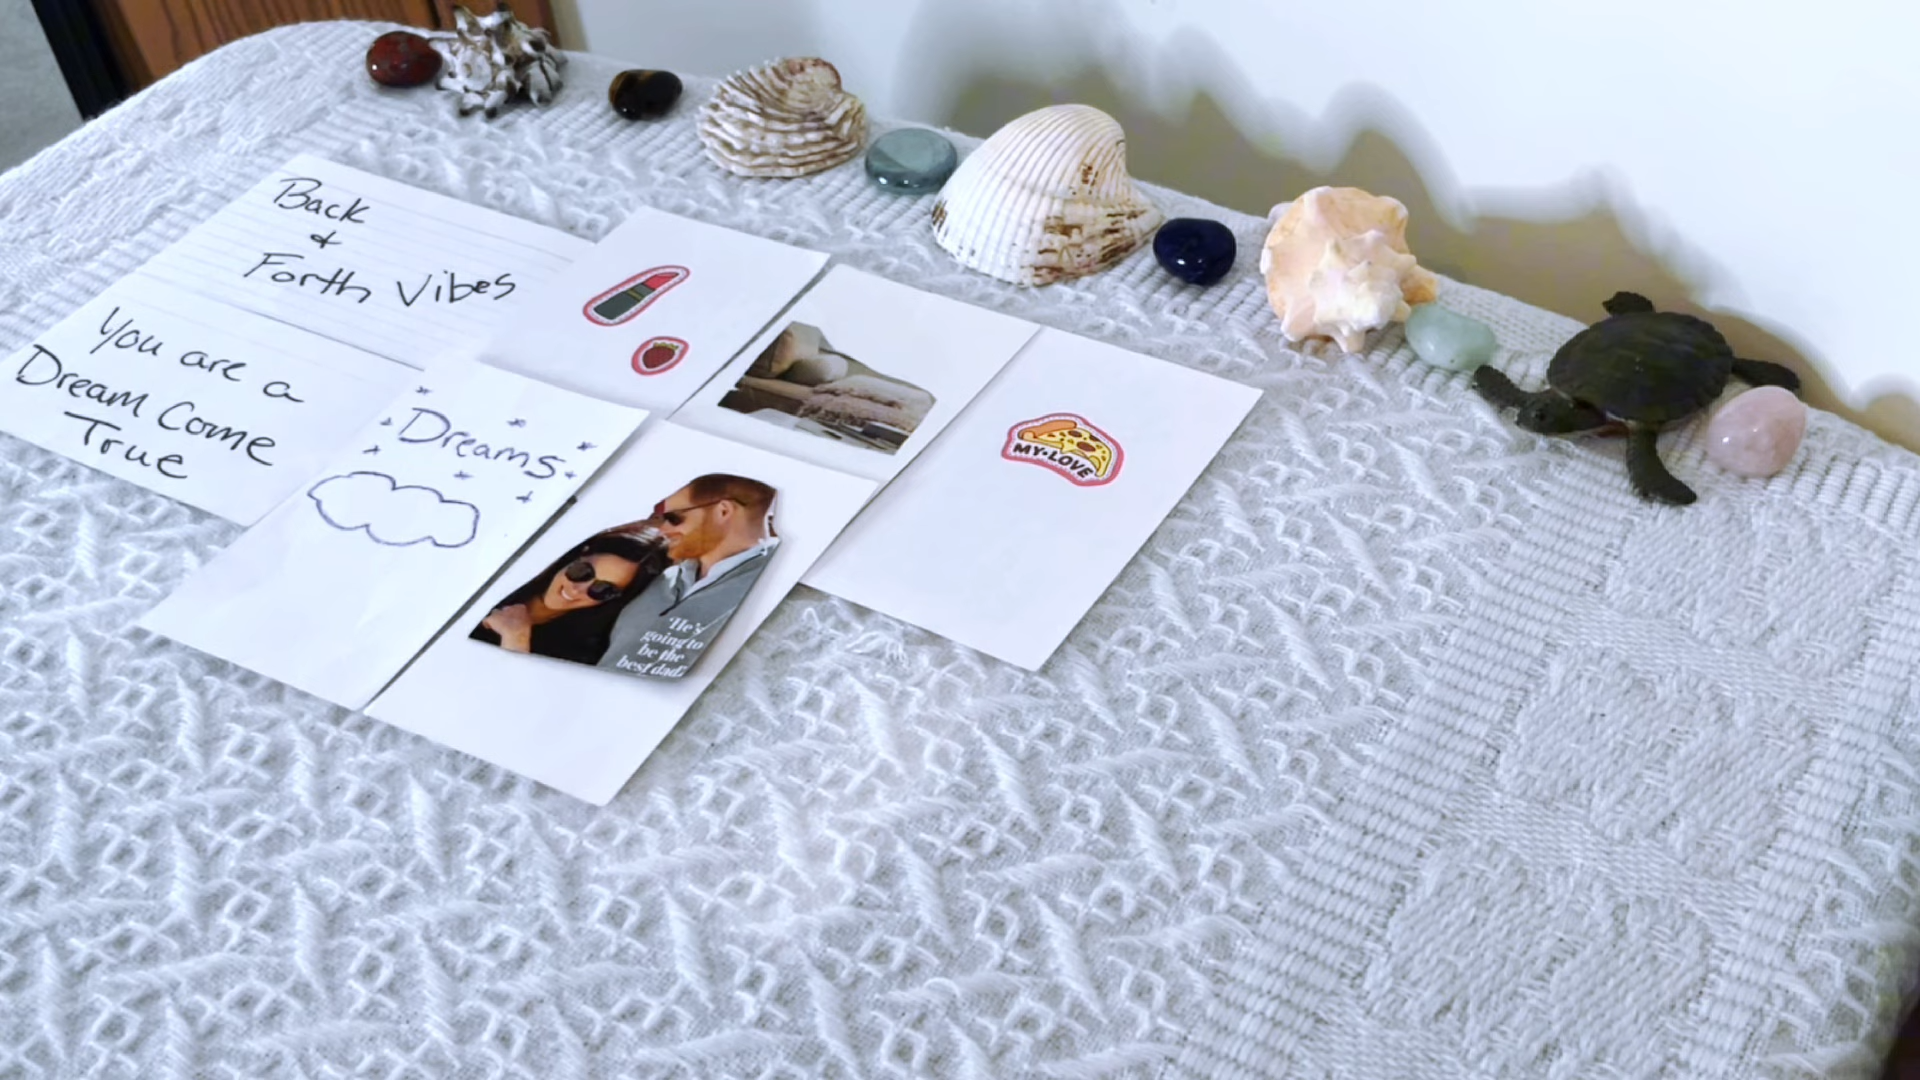 Back
&
Forth Vibes
You are a
Dream Come
True
Dreams
MY LOVE
'He's
going to
be the
best dad'